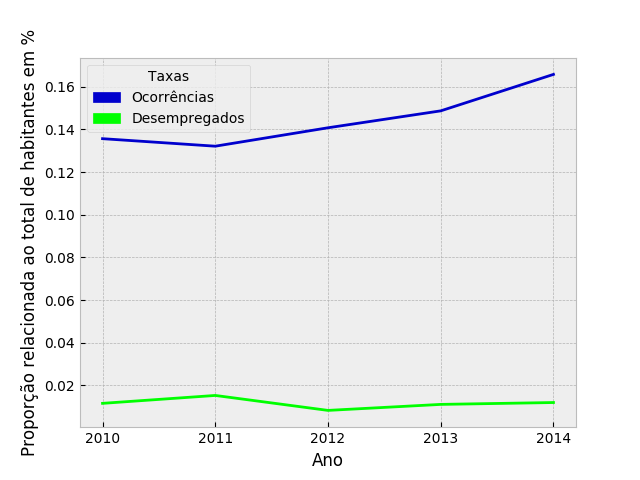 Proporção relacionada ao total de habitantes em %
Taxas
Ocorrências
Desempregados
0.16
0.14
0.12
0.10
0.08
0.06
0.04
0.02
2010 2011 2012 2013 2014
Ano